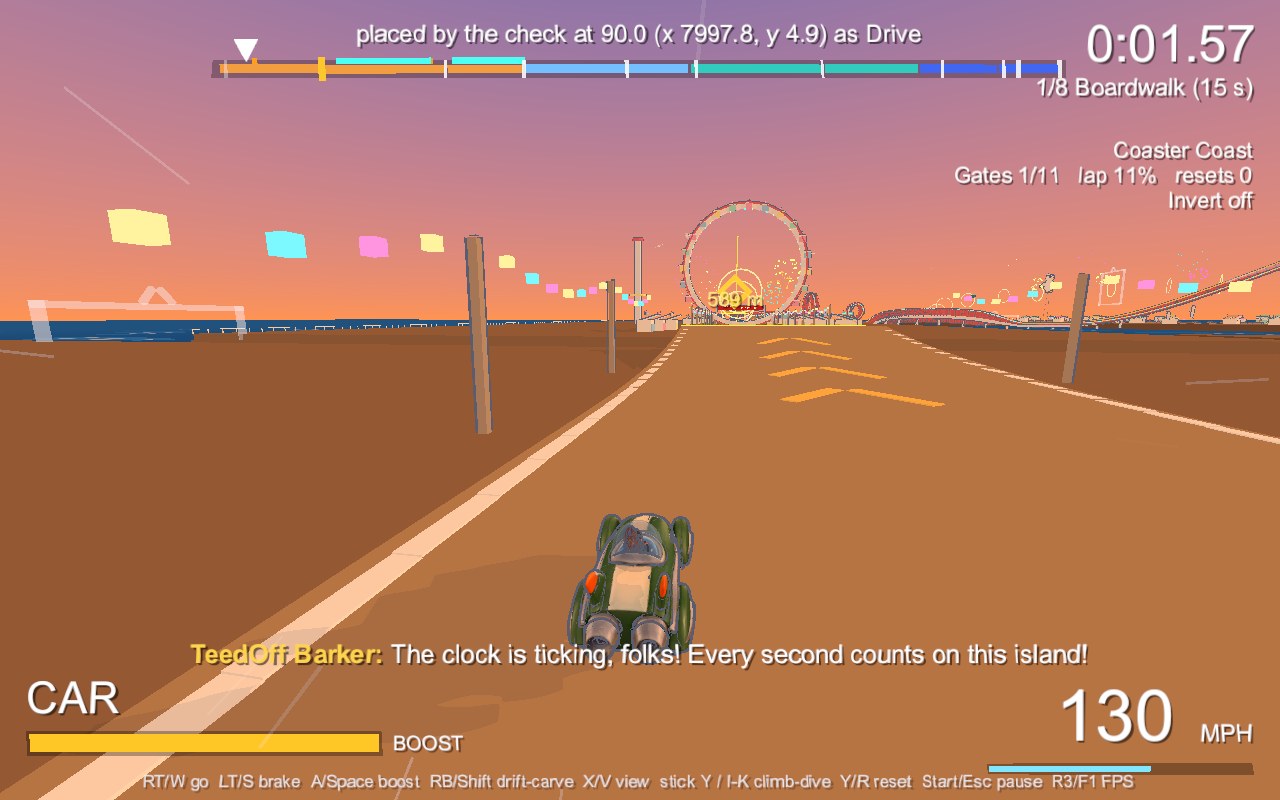 placed by the check at 90.0 (x 7997.8, y 4.9) as Drive
0:01.57
1/8 Boardwalk (15 s)
Coaster Coast
Gates 1/11 lap 11% resets 0
Invert off
569 m
TeedOff Barker: The clock is ticking, folks! Every second counts on this island!
CAR
BOOST
130 MPH
RT/W go LT/S brake A/Space boost RB/Shift drift-carve X/V view stick Y / I-K climb-dive Y/R reset Start/Esc pause R3/F1 FPS